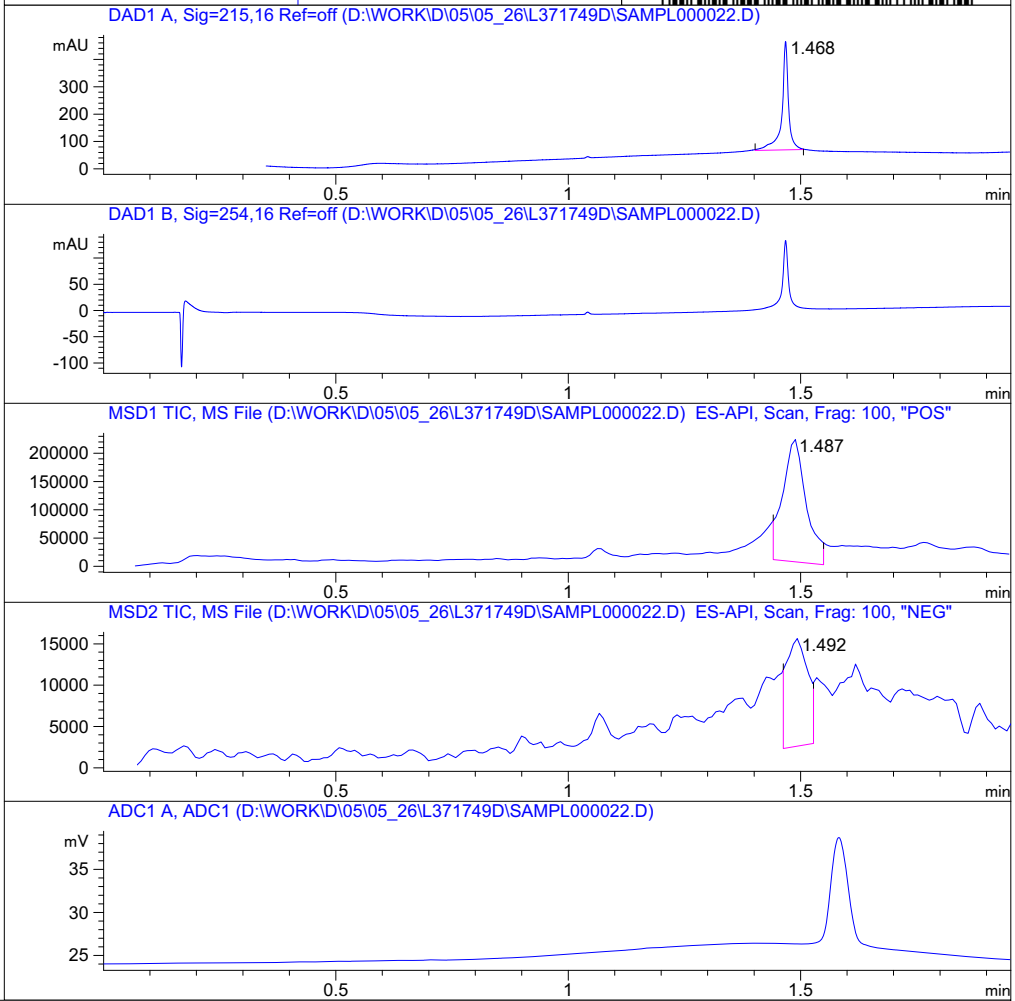 DAD1 A, Sig=215,16 Ref=off (D:\WORK\D\05\05_26\L371749D\SAMPL000022.D)
mAU
1.468
300
200
100
0
0.5 1 1.5 min
DAD1 B, Sig=254,16 Ref=off (D:\WORK\D\05\05_26\L371749D\SAMPL000022.D)
mAU
50
0
-50
-100
0.5 1 1.5 min
MSD1 TIC, MS File (D:\WORK\D\05\05_26\L371749D\SAMPL000022.D) ES-API, Scan, Frag: 100, "POS"
1.487
200000
150000
100000
50000
0
0.5 1 1.5 min
MSD2 TIC, MS File (D:\WORK\D\05\05_26\L371749D\SAMPL000022.D) ES-API, Scan, Frag: 100, "NEG"
15000
1.492
10000
5000
0
0.5 1 1.5 min
ADC1 A, ADC1 (D:\WORK\D\05\05_26\L371749D\SAMPL000022.D)
mV
35
30
25
0.5 1 1.5 min